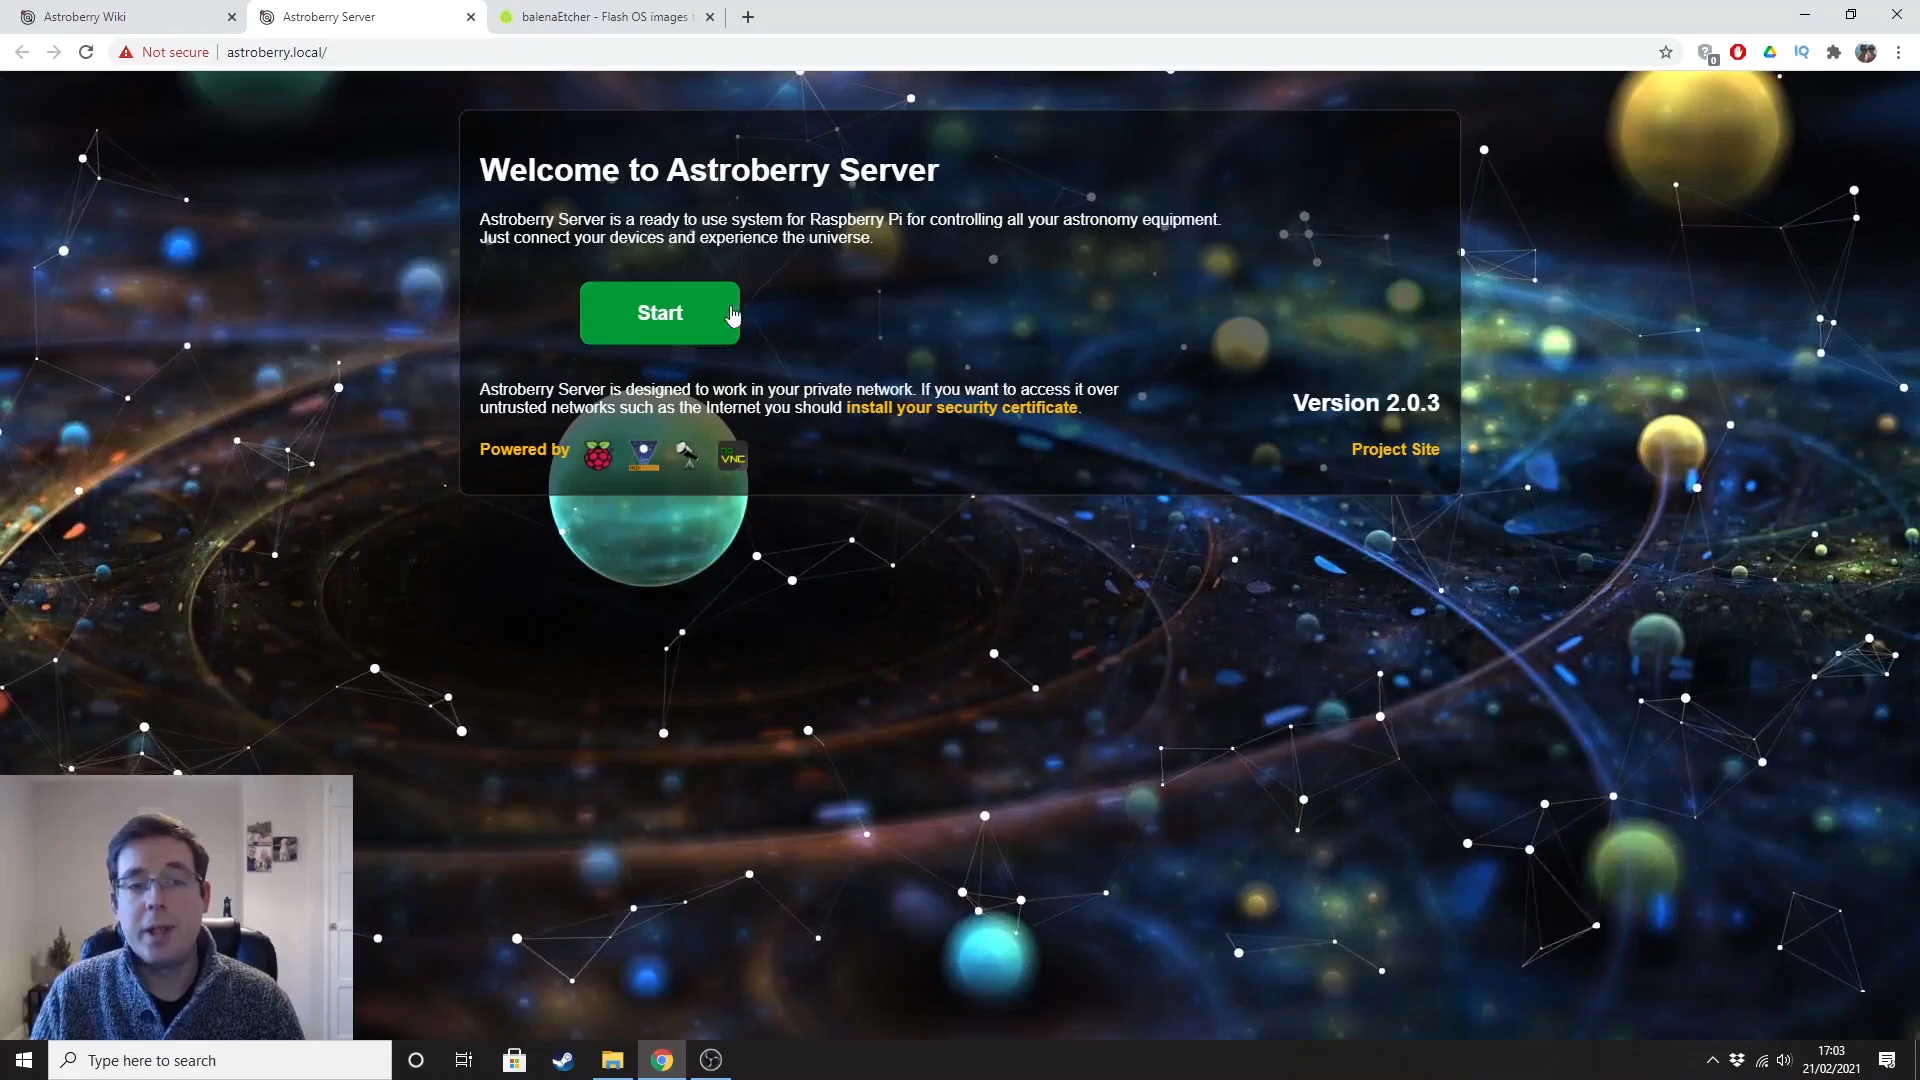 Astroberry Wiki
Astroberry Server
balenaEtcher - Flash OS images t
Not secure
astroberry.local/
0
IQ
Welcome to Astroberry Server
Astroberry Server is a ready to use system for Raspberry Pi for controlling all your astronomy equipment.
Just connect your devices and experience the universe.
Start
Astroberry Server is designed to work in your private network. If you want to access it over
untrusted networks such as the Internet you should install your security certificate.
Version 2.0.3
Powered by
no
VNC
Project Site
Type here to search
17:03
21/02/2021